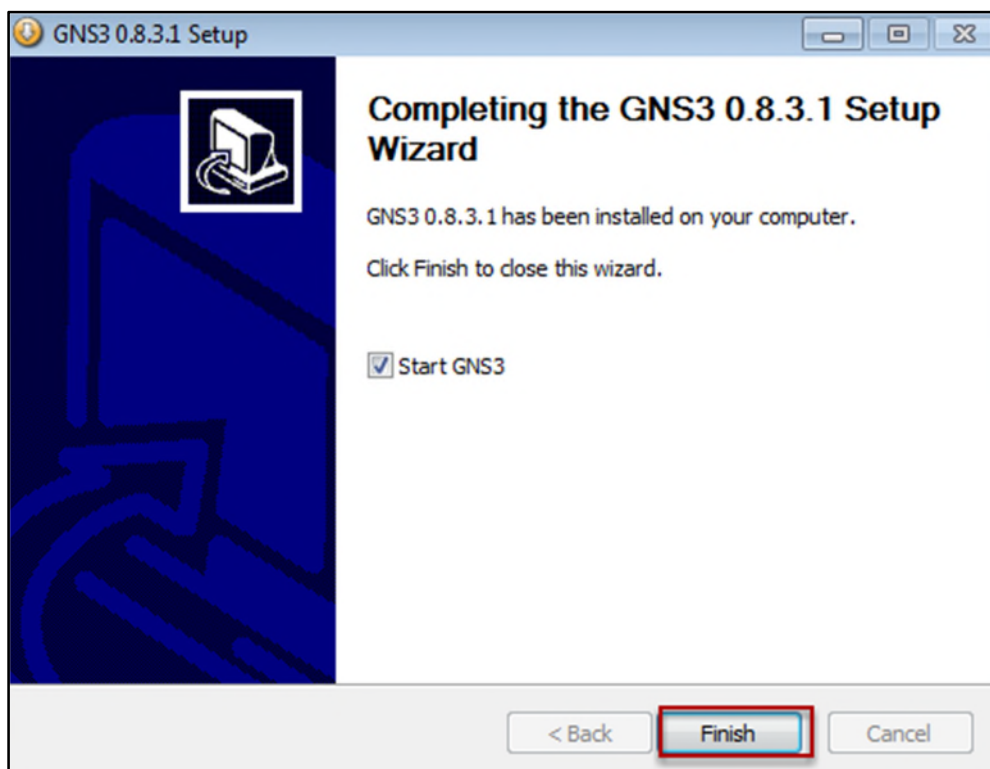 GNS3 0.8.3.1 Setup
Completing the GNS3 0.8.3.1 Setup
Wizard
GNS3 0.8.3.1 has been installed on your computer.
Click Finish to close this wizard.
Start GNS3
< Back Finish Cancel